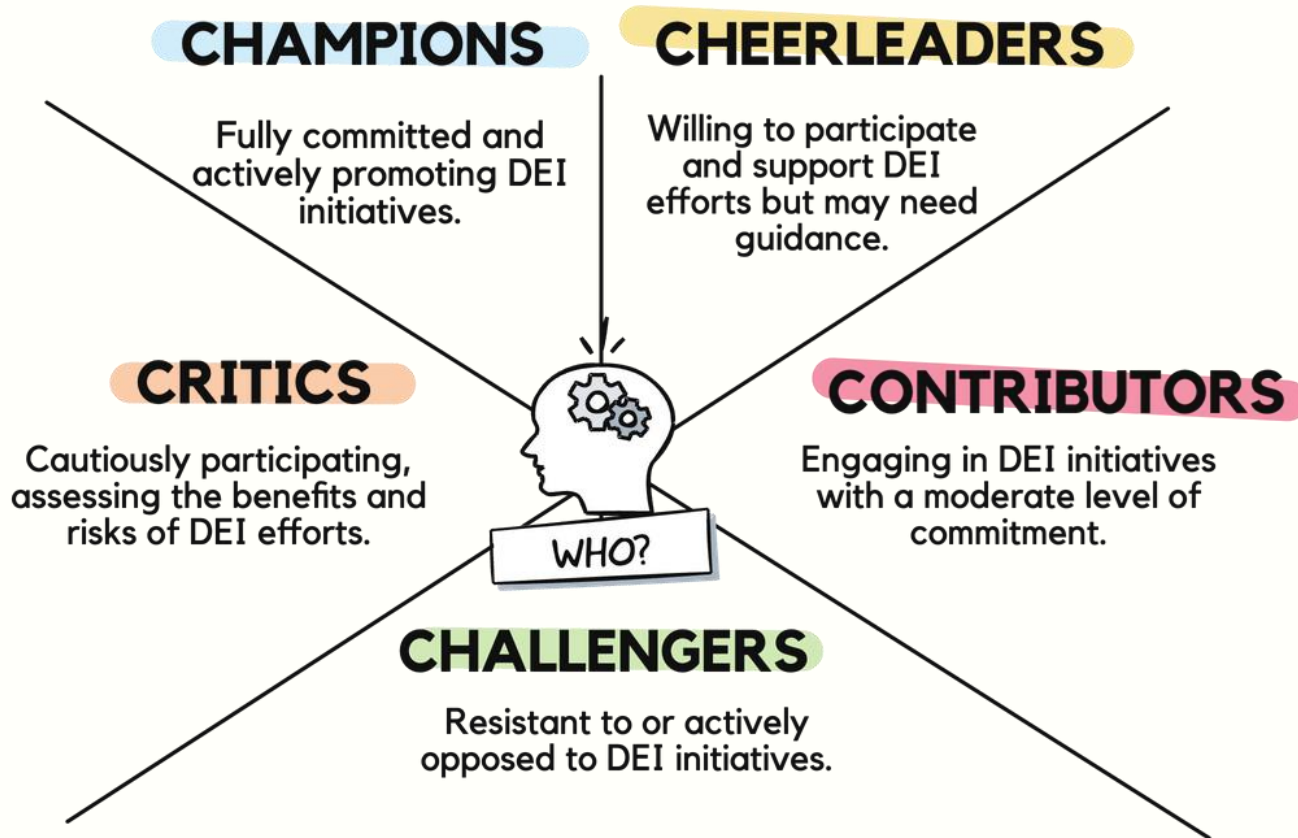 CHAMPIONS
Fully committed and
actively promoting DEI
initiatives.
CHEERLEADERS
Willing to participate
and support DEI
efforts but may need
guidance.
CRITICS
Cautiously participating,
assessing the benefits and
risks of DEI efforts.
CONTRIBUTORS
Engaging in DEI initiatives
with a moderate level of
commitment.
WHO?
CHALLENGERS
Resistant to or actively
opposed to DEI initiatives.